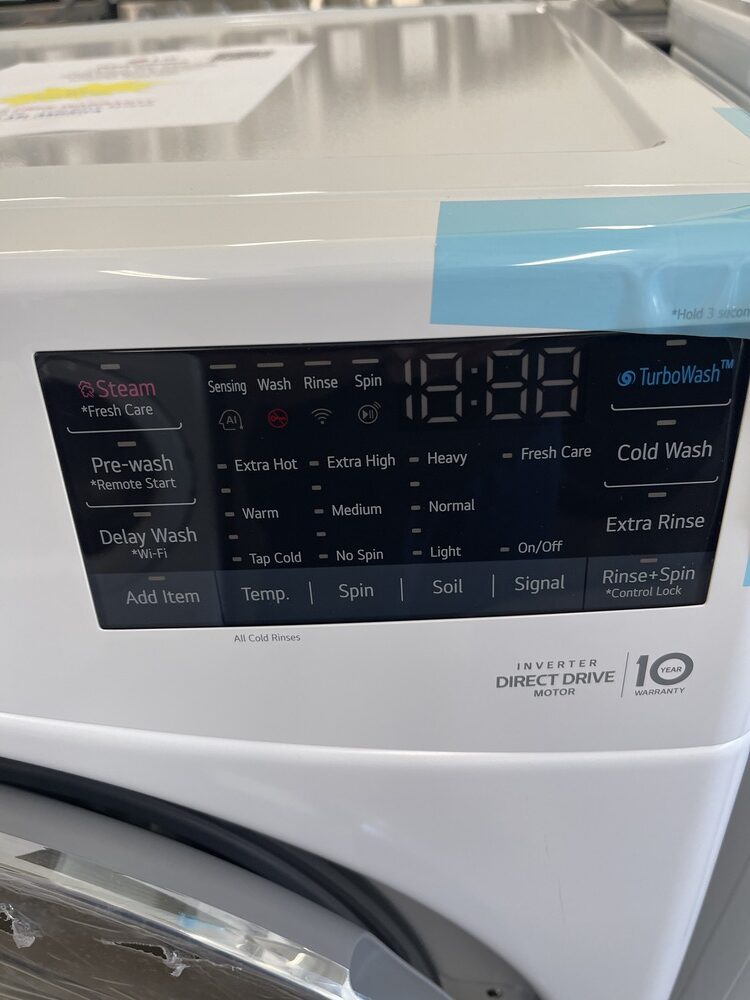 *Hold 3 secon
Steam
*Fresh Care
Sensing Wash Rinse Spin
18:88
TurboWash™
AI
Pre-wash
*Remote Start
Extra Hot Extra High Heavy Fresh Care
Cold Wash
Warm Medium Normal
Delay Wash
*Wi-Fi
Extra Rinse
Tap Cold No Spin Light On/Off
Add Item
Temp. | Spin | Soil | Signal
Rinse+Spin
*Control Lock
All Cold Rinses
INVERTER
DIRECT DRIVE
MOTOR
10 YEAR
WARRANTY